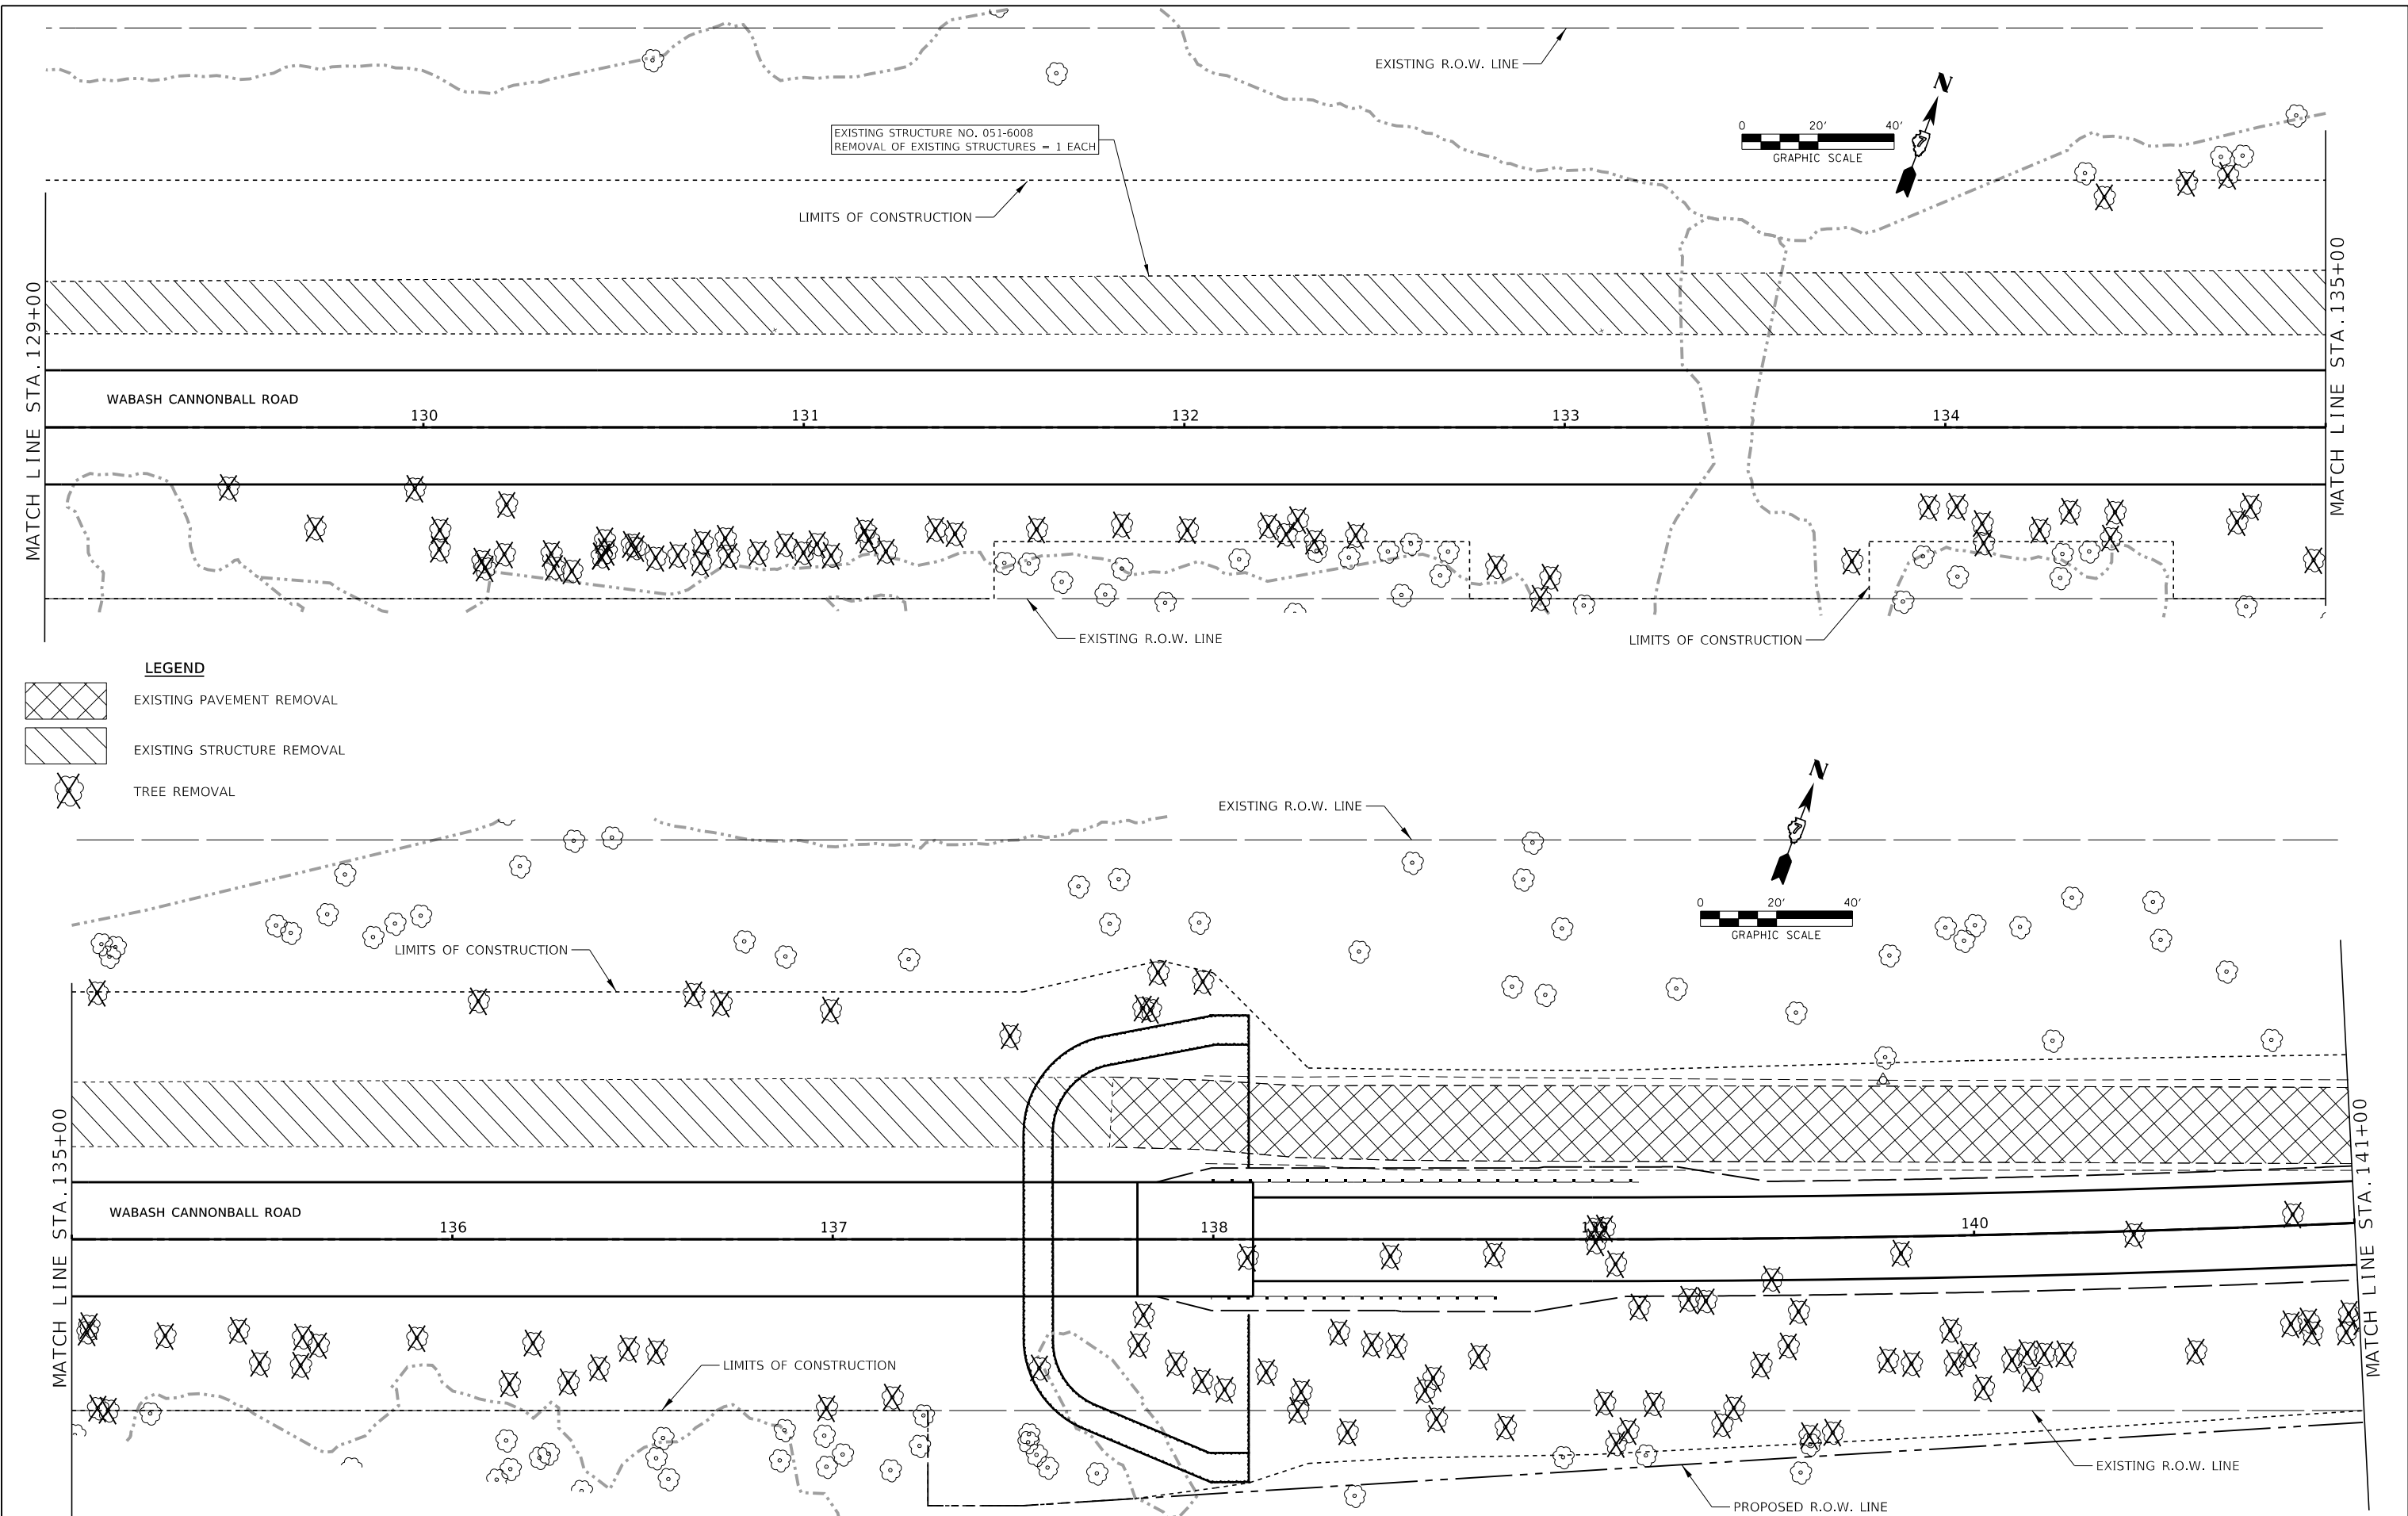 EXISTING R.O.W. LINE
N
0 20' 40'
GRAPHIC SCALE
EXISTING STRUCTURE NO. 051-6008
REMOVAL OF EXISTING STRUCTURES = 1 EACH
LIMITS OF CONSTRUCTION
MATCH LINE STA. 129+00
MATCH LINE STA. 135+00
WABASH CANNONBALL ROAD
130 131 132 133 134
EXISTING R.O.W. LINE
LIMITS OF CONSTRUCTION
LEGEND
EXISTING PAVEMENT REMOVAL
EXISTING STRUCTURE REMOVAL
TREE REMOVAL
N
EXISTING R.O.W. LINE
0 20' 40'
GRAPHIC SCALE
LIMITS OF CONSTRUCTION
MATCH LINE STA. 135+00
MATCH LINE STA. 141+00
WABASH CANNONBALL ROAD
136 137 138 139 140
LIMITS OF CONSTRUCTION
EXISTING R.O.W. LINE
PROPOSED R.O.W. LINE